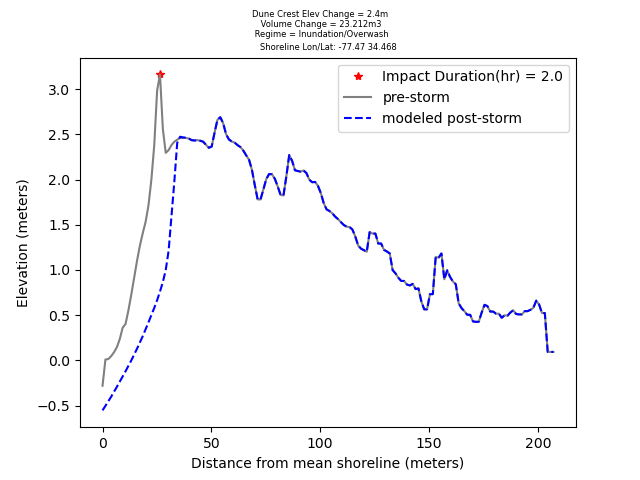 Dune Crest Elev Change = 2.4m
Volume Change = 23.212m3
Regime = Inundation/Overwash
Shoreline Lon/Lat: -77.47 34.468
Impact Duration(hr) = 2.0
pre-storm
modeled post-storm
Elevation (meters)
3.0
2.5
2.0
1.5
1.0
0.5
0.0
−0.5
0 50 100 150 200
Distance from mean shoreline (meters)